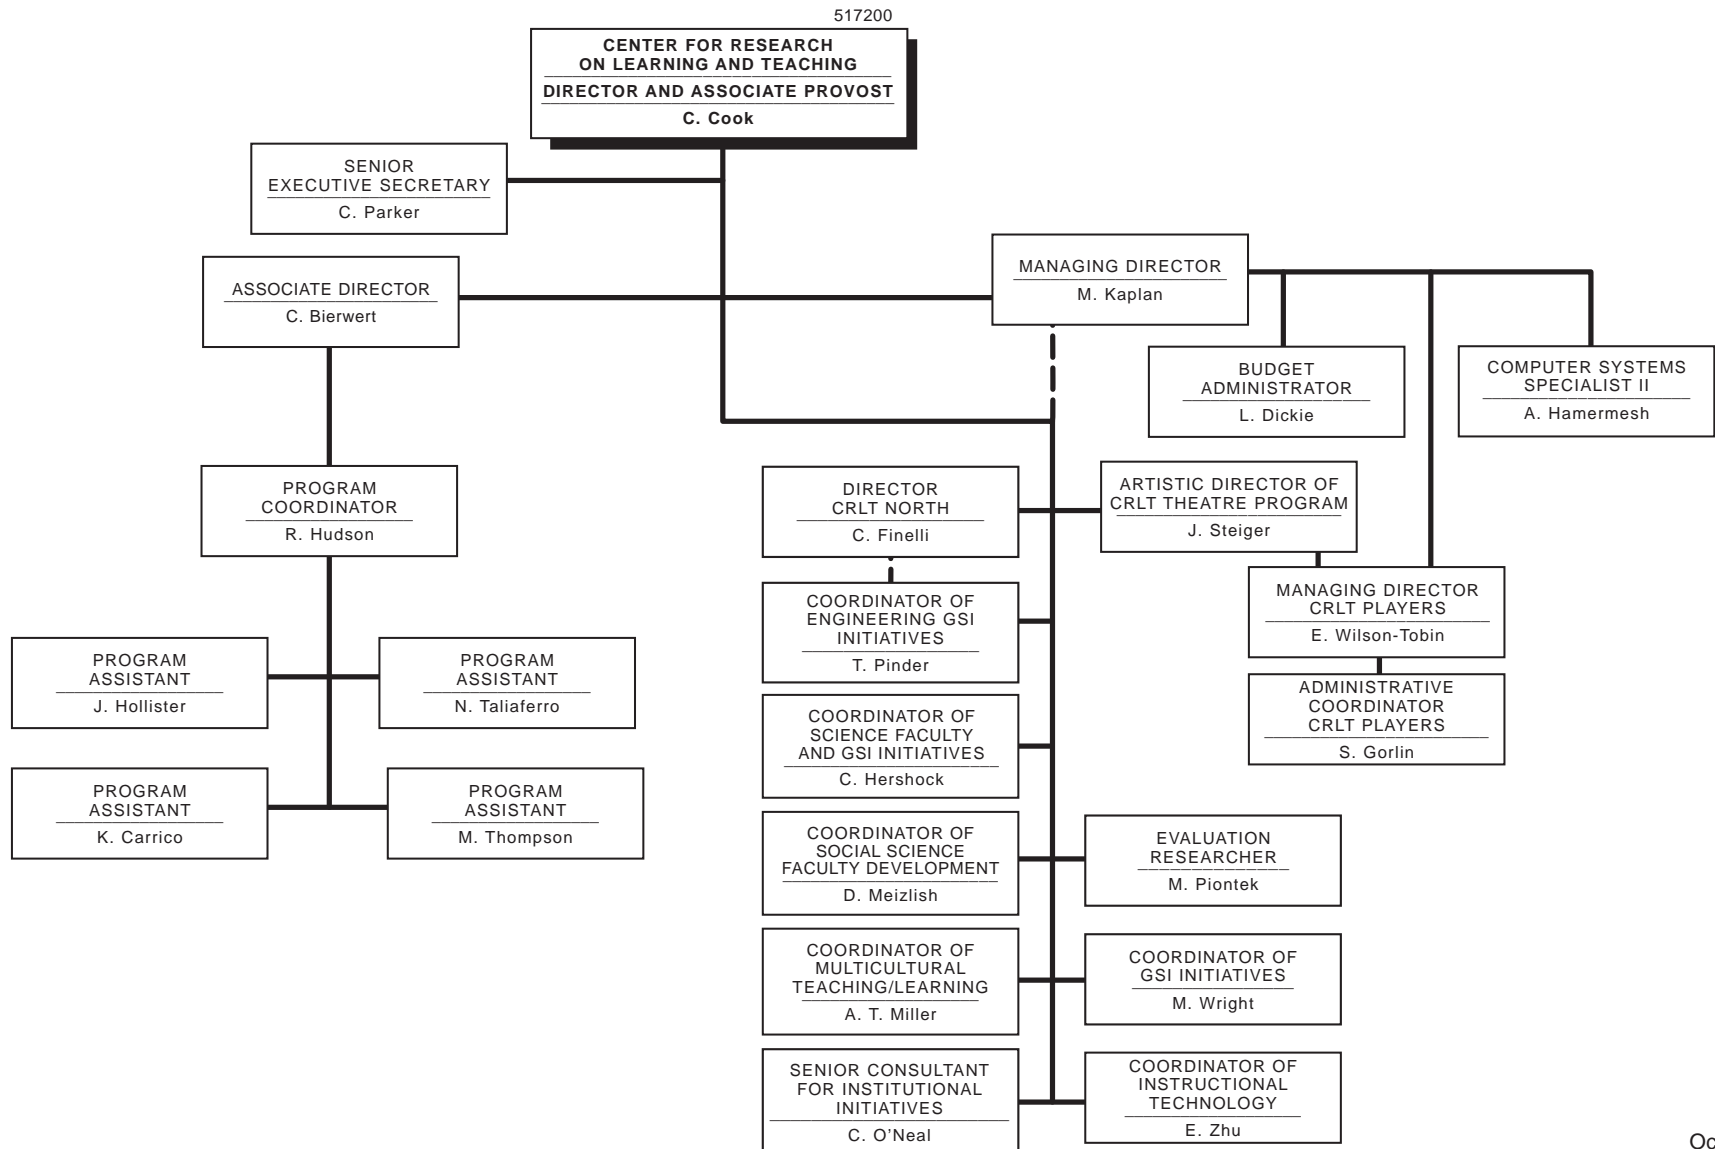 517200
CENTER FOR RESEARCH
ON LEARNING AND TEACHING
DIRECTOR AND ASSOCIATE PROVOST
C. Cook
SENIOR
EXECUTIVE SECRETARY
C. Parker
ASSOCIATE DIRECTOR
C. Bierwert
MANAGING DIRECTOR
M. Kaplan
BUDGET
ADMINISTRATOR
L. Dickie
COMPUTER SYSTEMS
SPECIALIST II
A. Hamermesh
PROGRAM
COORDINATOR
R. Hudson
DIRECTOR
CRLT NORTH
C. Finelli
ARTISTIC DIRECTOR OF
CRLT THEATRE PROGRAM
J. Steiger
COORDINATOR OF
ENGINEERING GSI
INITIATIVES
T. Pinder
MANAGING DIRECTOR
CRLT PLAYERS
E. Wilson-Tobin
PROGRAM
ASSISTANT
J. Hollister
PROGRAM
ASSISTANT
N. Taliaferro
ADMINISTRATIVE
COORDINATOR
CRLT PLAYERS
S. Gorlin
COORDINATOR OF
SCIENCE FACULTY
AND GSI INITIATIVES
C. Hershock
PROGRAM
ASSISTANT
K. Carrico
PROGRAM
ASSISTANT
M. Thompson
COORDINATOR OF
SOCIAL SCIENCE
FACULTY DEVELOPMENT
D. Meizlish
EVALUATION
RESEARCHER
M. Piontek
COORDINATOR OF
MULTICULTURAL
TEACHING/LEARNING
A. T. Miller
COORDINATOR OF
GSI INITIATIVES
M. Wright
SENIOR CONSULTANT
FOR INSTITUTIONAL
INITIATIVES
C. O’Neal
COORDINATOR OF
INSTRUCTIONAL
TECHNOLOGY
E. Zhu